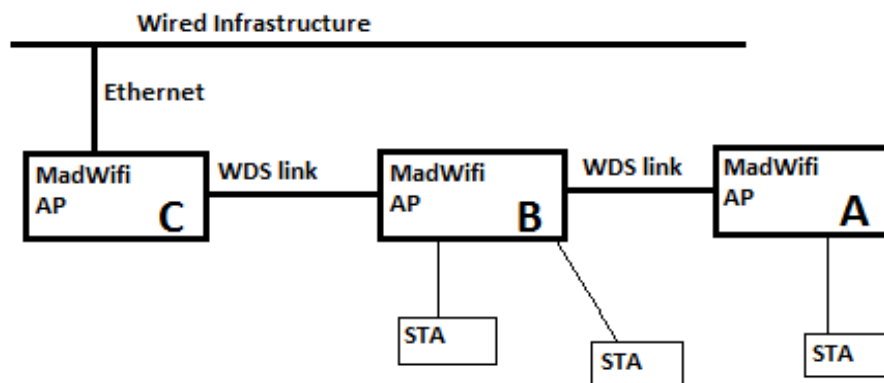 Wired Infrastructure
Ethernet
MadWifi
AP
C
WDS link
MadWifi
AP
B
WDS link
MadWifi
AP
A
STA
STA
STA